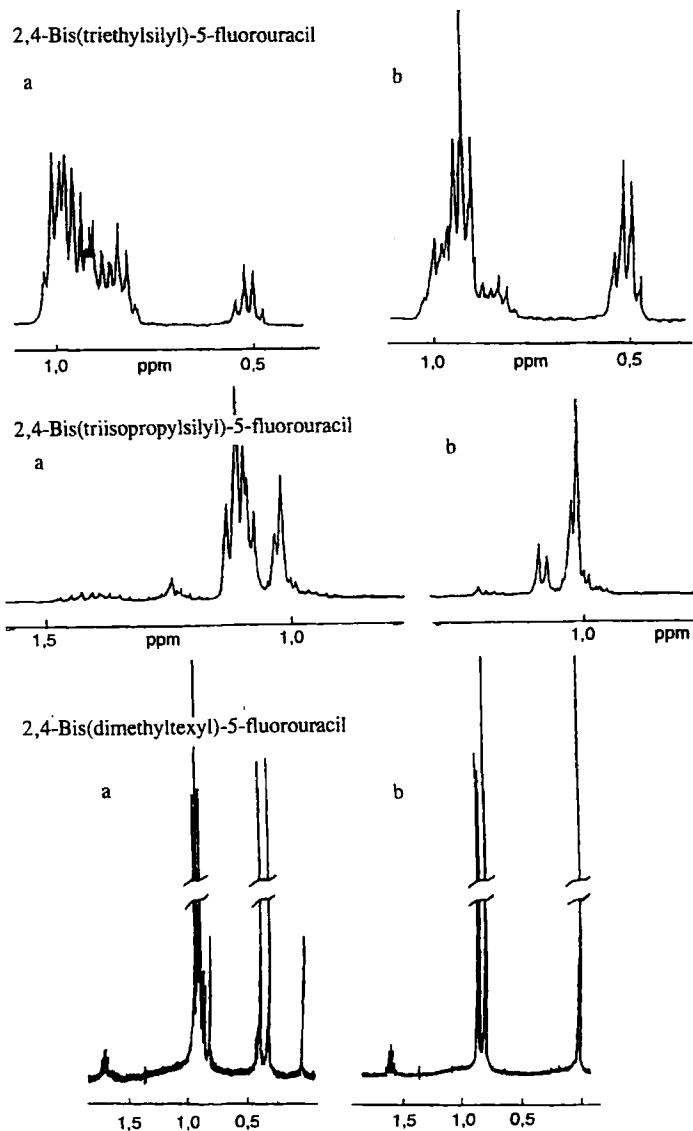 2,4-Bis(triethylsilyl)-5-fluorouracil
a
b
1,0 ppm 0,5
1,0 ppm 0,5
2,4-Bis(triisopropylsilyl)-5-fluorouracil
a
b
1,5 ppm 1,0
1,0 ppm
2,4-Bis(dimethyltexyl)-5-fluorouracil
a
b
1,5 1,0 0,5
1,5 1,0 0,5